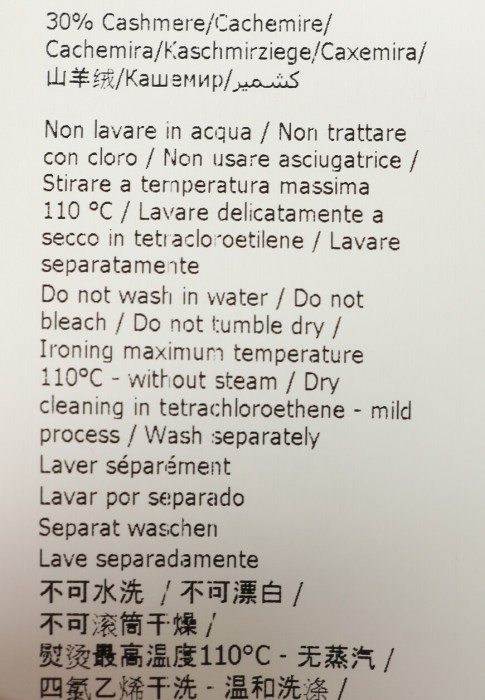 30% Cashmere/Cachemire/
Cachemira/Kaschmirziege/Caxemira/
山羊绒/Кашемир/كشمير
Non lavare in acqua / Non trattare
con cloro / Non usare asciugatrice /
Stirare a temperatura massima
110 °C / Lavare delicatamente a
secco in tetracloroetilene / Lavare
separatamente
Do not wash in water / Do not
bleach / Do not tumble dry /
Ironing maximum temperature
110°C - without steam / Dry
cleaning in tetrachloroethene - mild
process / Wash separately
Laver séparément
Lavar por separado
Separat waschen
Lave separadamente
不可水洗 / 不可漂白 /
不可滚筒干燥 /
熨烫最高温度110°C - 无蒸汽 /
四氯乙烯干洗 - 温和洗涤 /